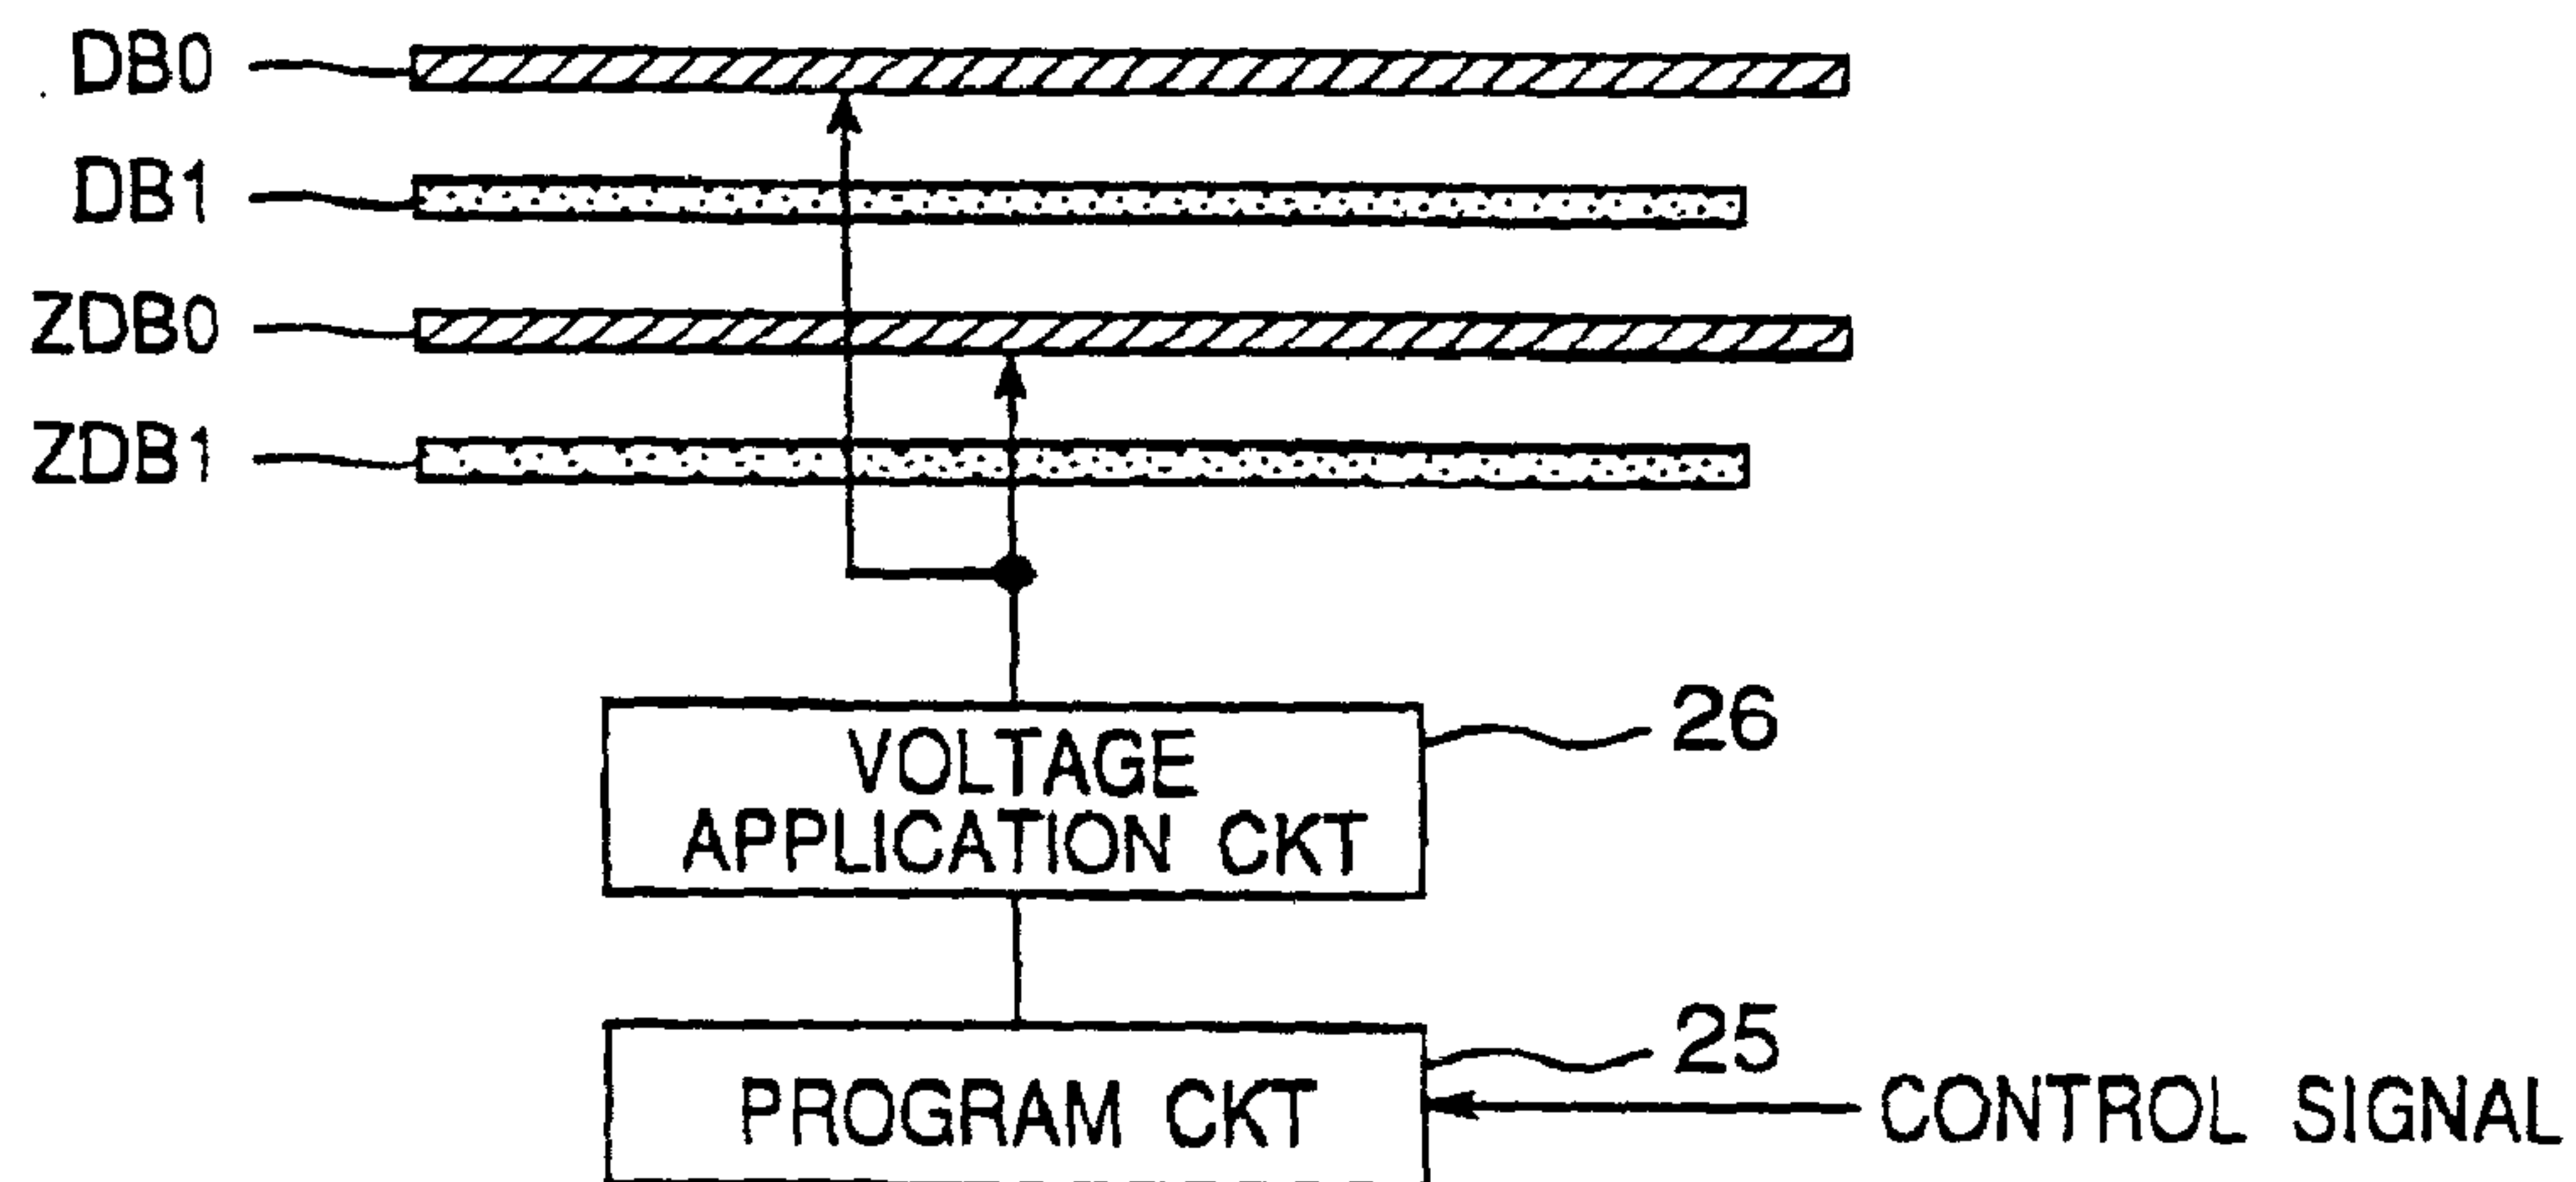 DB0
DB1
ZDB0
ZDB1
VOLTAGE
APPLICATION CKT
26
PROGRAM CKT
25
CONTROL SIGNAL